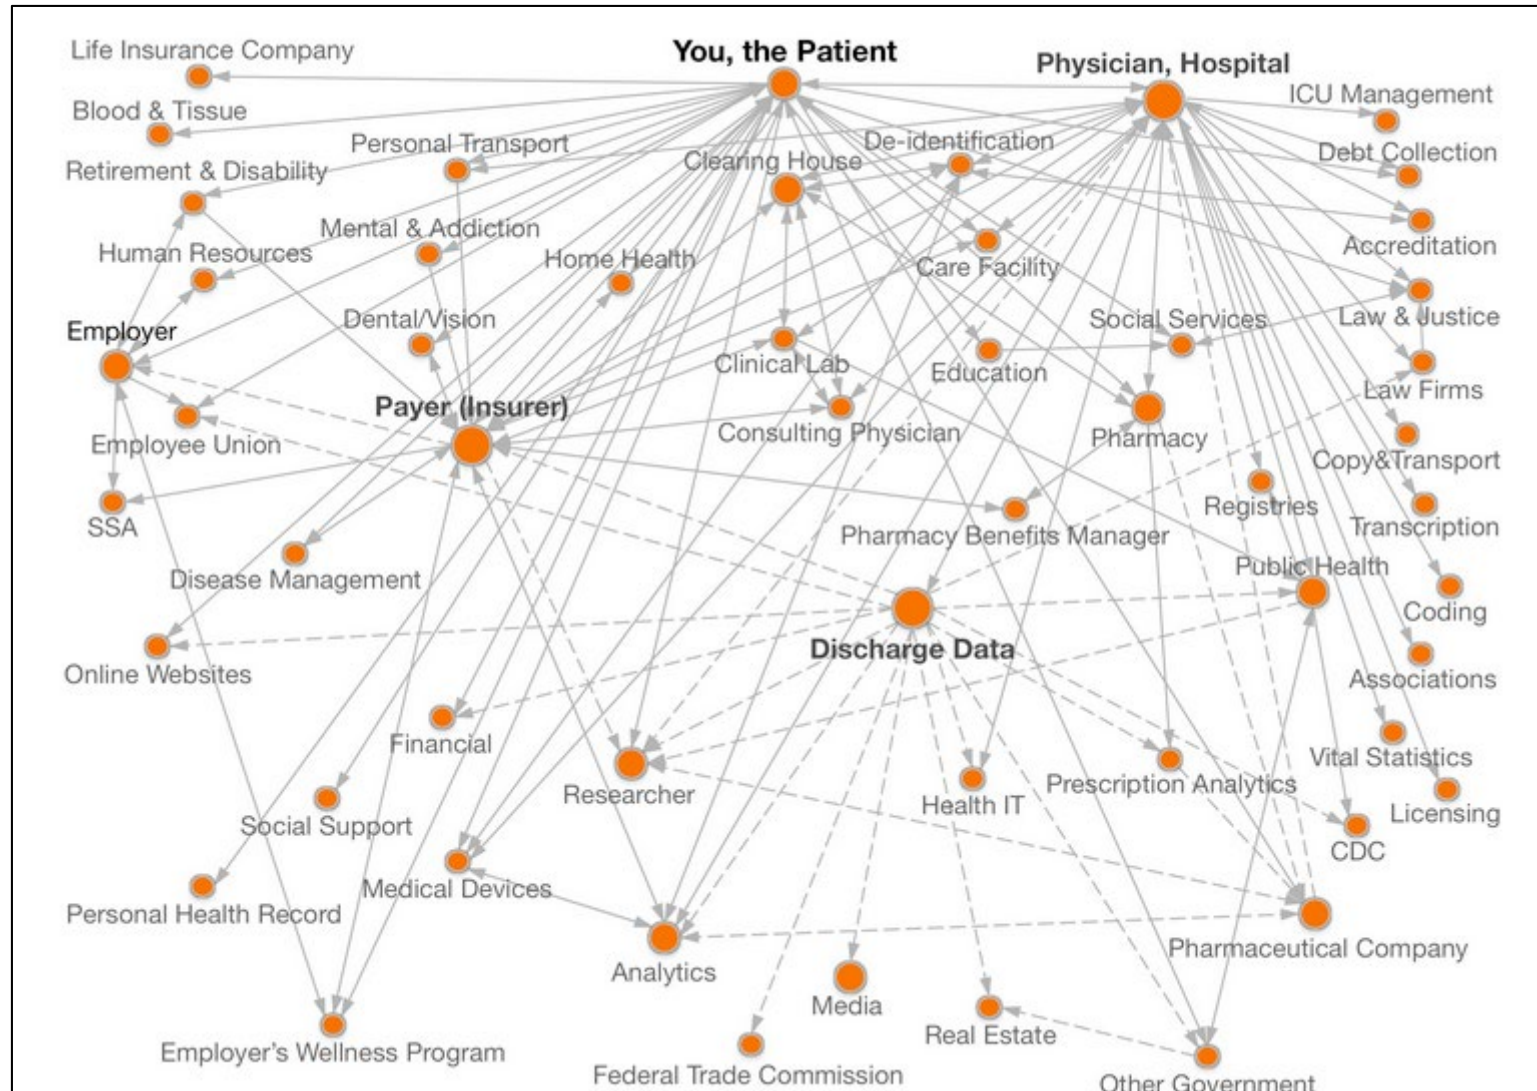 Life Insurance Company
You, the Patient
Physician, Hospital
ICU Management
Blood & Tissue
Personal Transport
De-identification
Clearing House
Debt Collection
Retirement & Disability
Mental & Addiction
Accreditation
Human Resources
Home Health
Care Facility
Employer
Dental/Vision
Social Services
Law & Justice
Clinical Lab
Education
Law Firms
Payer (Insurer)
Employee Union
Consulting Physician
Pharmacy
Copy&Transport
SSA
Registries
Transcription
Pharmacy Benefits Manager
Disease Management
Public Health
Coding
Discharge Data
Online Websites
Associations
Financial
Vital Statistics
Researcher
Health IT
Prescription Analytics
Licensing
Social Support
CDC
Medical Devices
Personal Health Record
Pharmaceutical Company
Analytics
Media
Real Estate
Employer’s Wellness Program
Federal Trade Commission
Other Government